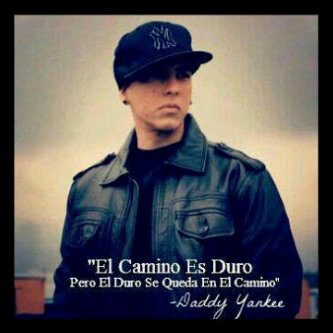 "El Camino Es Duro
Pero El Duro Se Queda En El Camino"
-Daddy Yankee